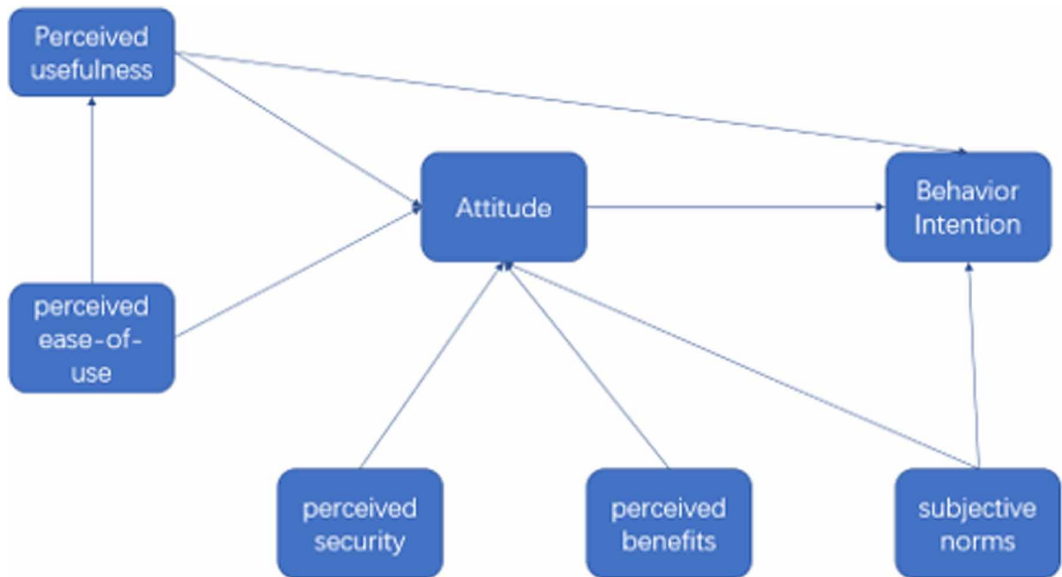 Perceived
usefulness
Attitude
Behavior
Intention
perceived
ease-of-
use
perceived
security
perceived
benefits
subjective
norms